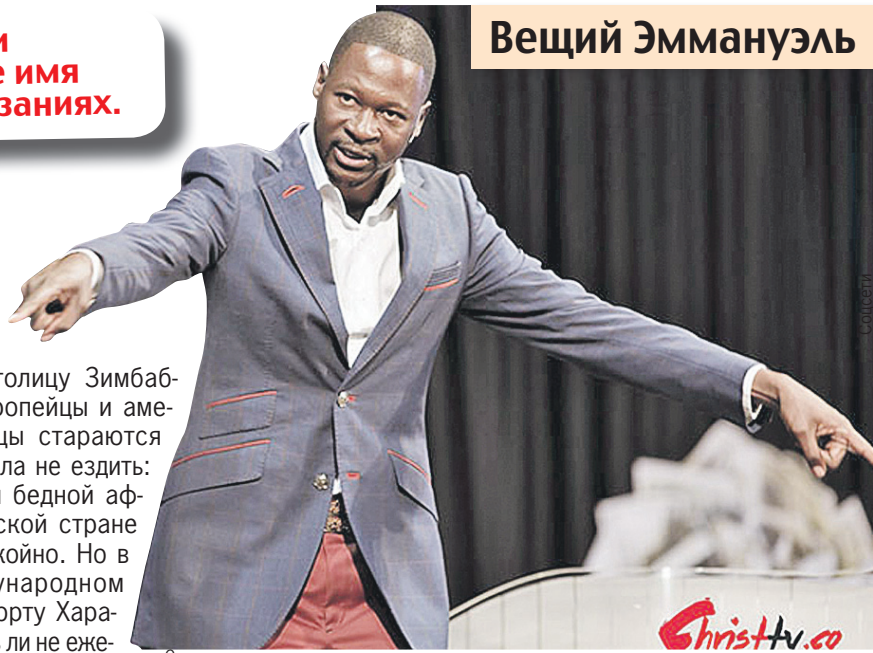 и
е имя
заниях.
Вещий Эммануэль
Соцсети
толицу Зимбаб-
ропейцы и аме-
цы стараются
ла не ездить:
й бедной аф-
ской стране
койно. Но в
ународном
орту Хара-
ь ли не еже-
Christtv.co